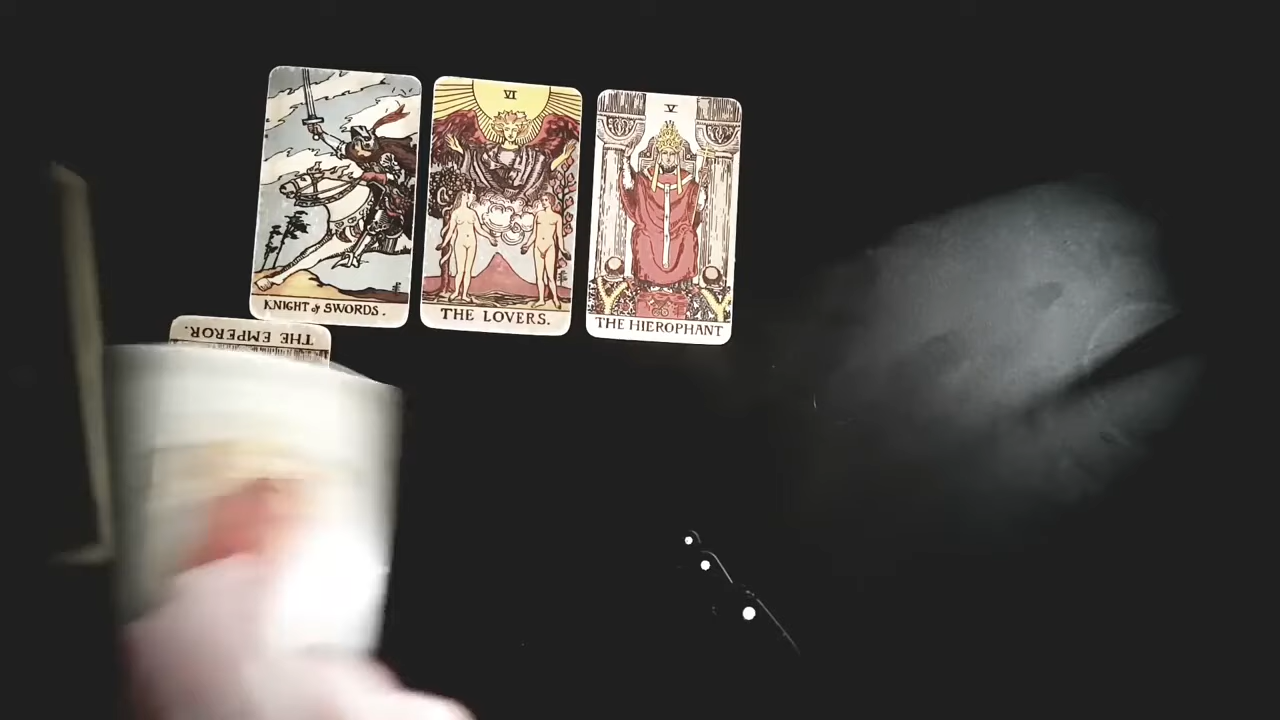 VI
V
KNIGHT of SWORDS.
THE LOVERS.
THE HIEROPHANT
THE EMPEROR.